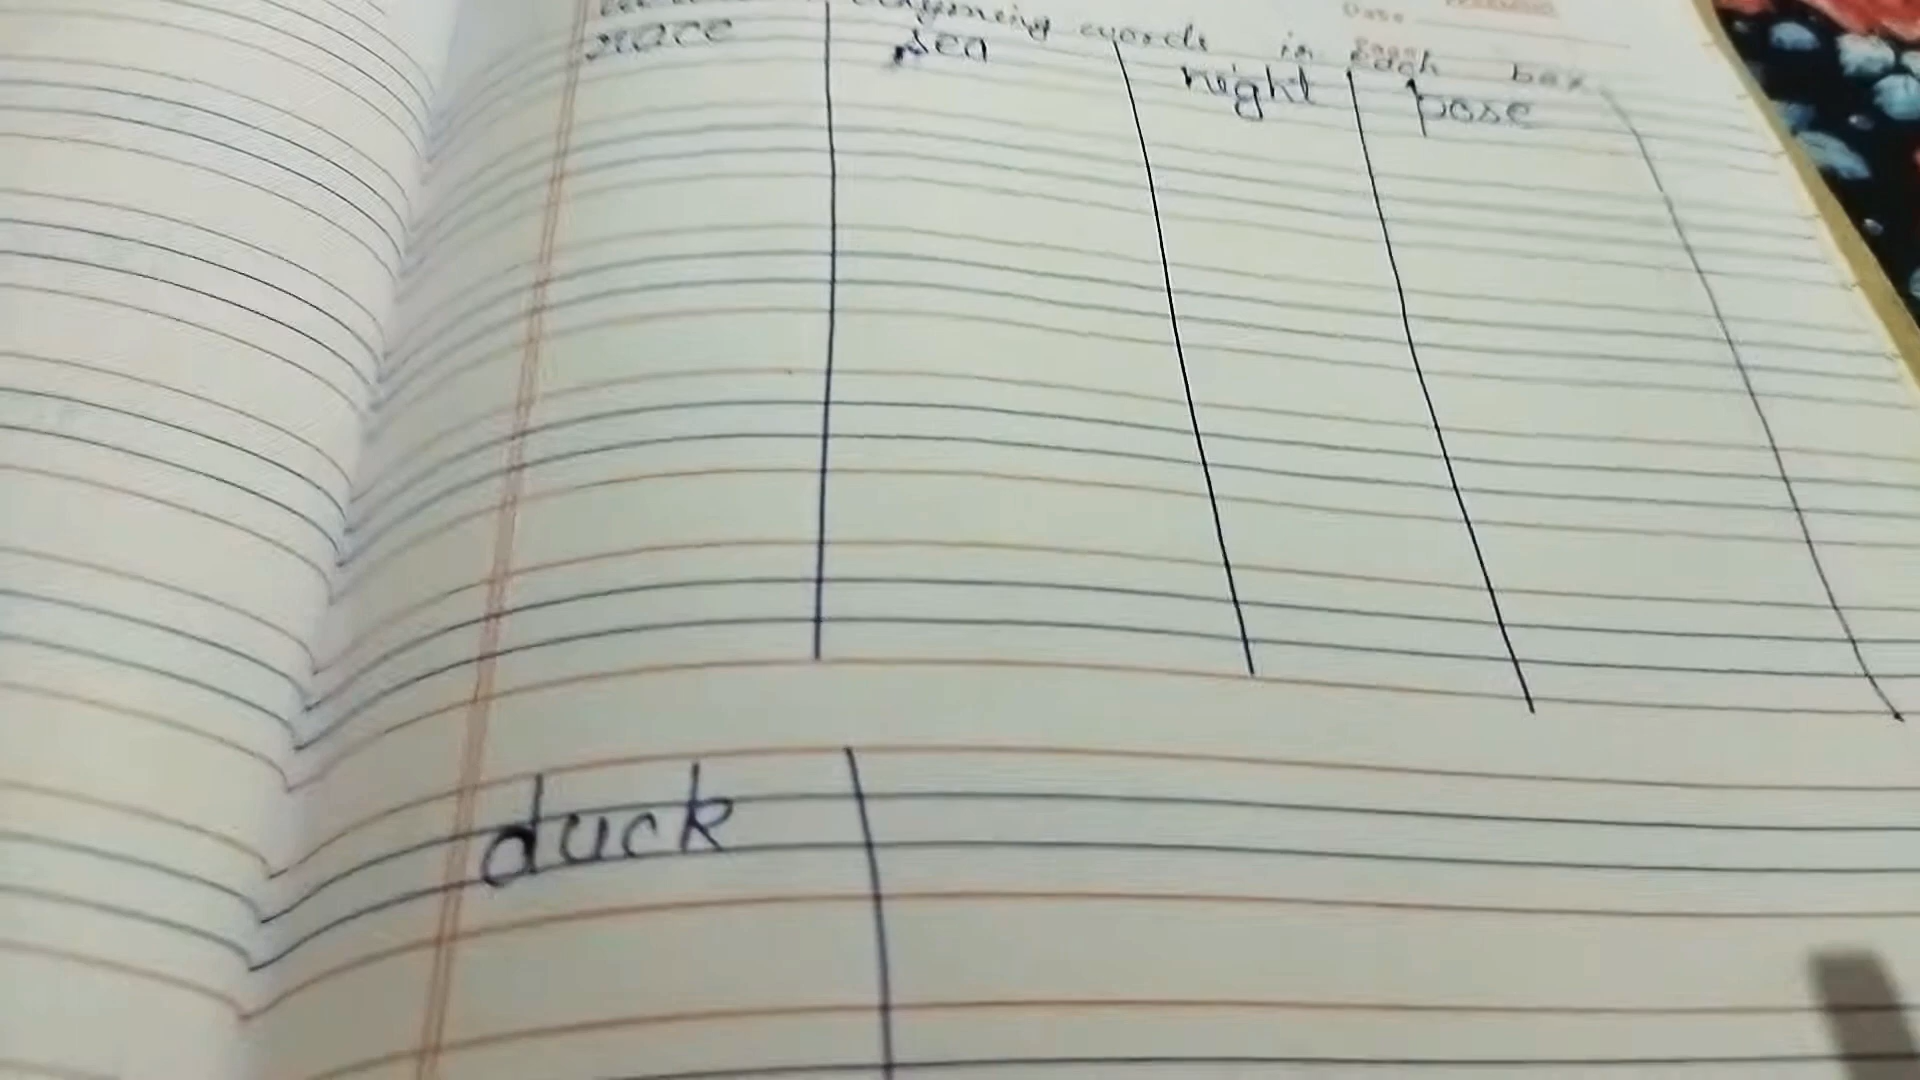 rhyming words in each box
Date
race sea night pose
duck